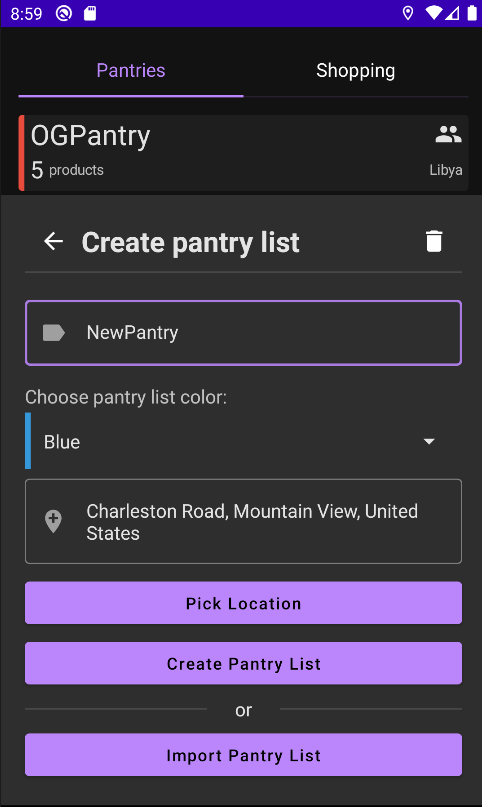 8:59
Pantries Shopping
OGPantry
5 products Libya
Create pantry list
NewPantry
Choose pantry list color:
Blue
Charleston Road, Mountain View, United
States
Pick Location
Create Pantry List
or
Import Pantry List